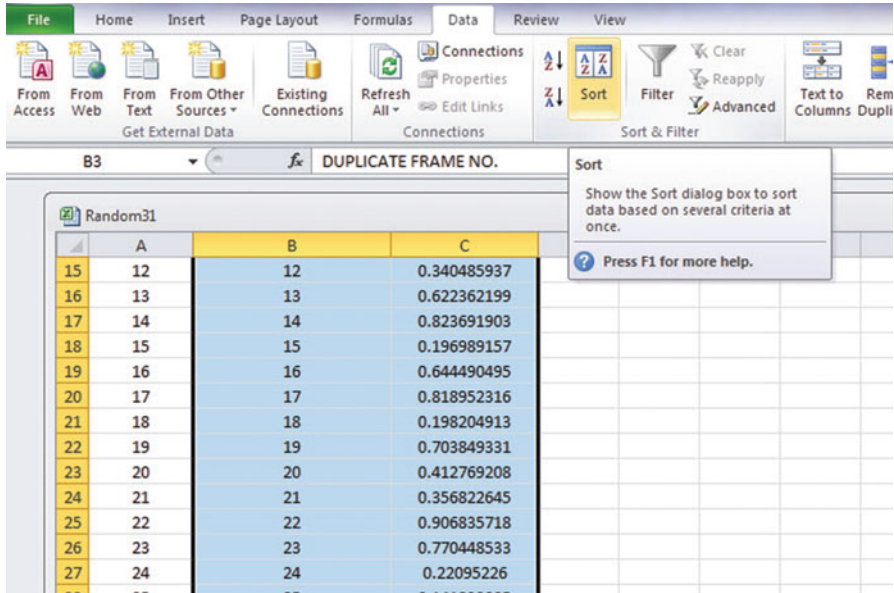 File Home Insert Page Layout Formulas Data Review View
From Access
From Web
From Text
From Other Sources
Existing Connections
Get External Data
Refresh All
Connections
Properties
Edit Links
Connections
Sort
Filter
Clear
Reapply
Advanced
Sort & Filter
Text to Columns
B3 fx DUPLICATE FRAME NO.
Sort
Show the Sort dialog box to sort
data based on several criteria at
once.
Press F1 for more help.
Random31
A B C
15 12 12 0.340485937
16 13 13 0.622362199
17 14 14 0.823691903
18 15 15 0.196989157
19 16 16 0.644490495
20 17 17 0.818952316
21 18 18 0.198204913
22 19 19 0.703849331
23 20 20 0.412769208
24 21 21 0.356822645
25 22 22 0.906835718
26 23 23 0.770448533
27 24 24 0.22095226